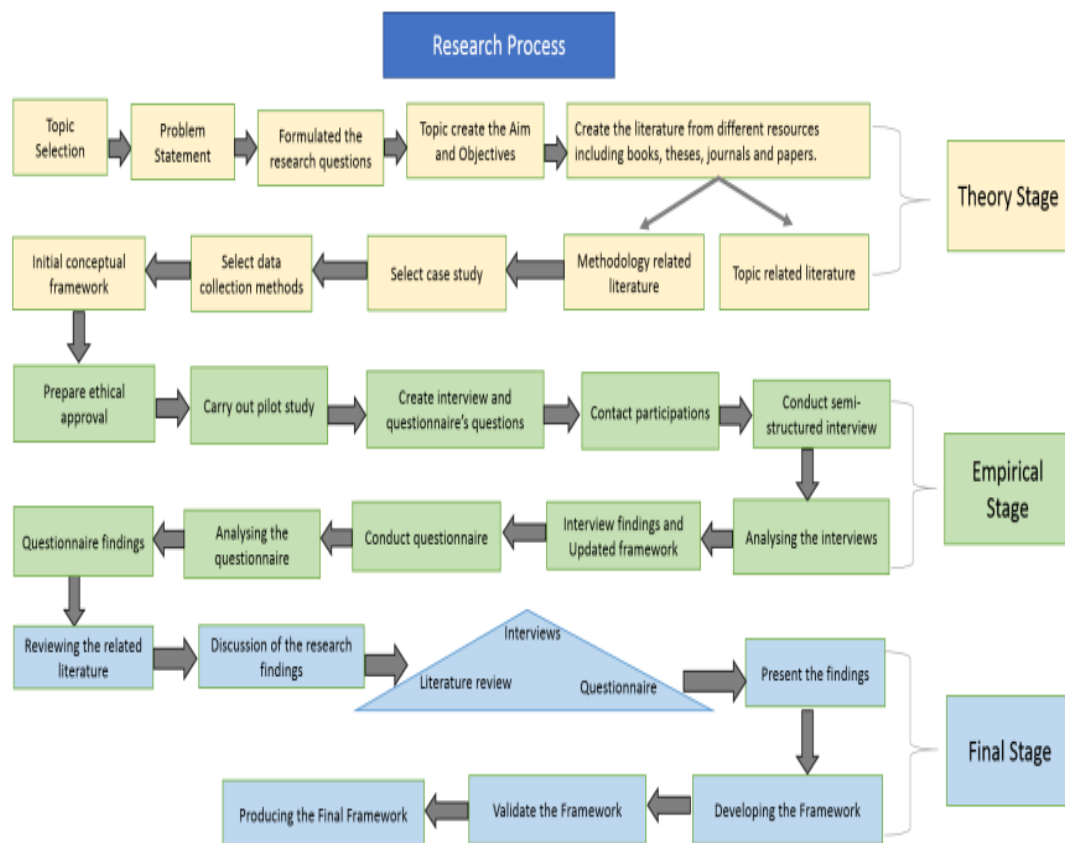 Research Process
Topic
Selection
Problem
Statement
Formulated the
research questions
Topic create the Aim
and Objectives
Create the literature from different resources
including books, theses, journals and papers.
Theory Stage
Initial conceptual
framework
Select data
collection methods
Select case study
Methodology related
literature
Topic related literature
Prepare ethical
approval
Carry out pilot study
Create interview and
questionnaire's questions
Contact participations
Conduct semi-
structured interview
Empirical
Stage
Questionnaire findings
Analysing the
questionnaire
Conduct questionnaire
Interview findings and
Updated framework
Analysing the interviews
Reviewing the related
literature
Discussion of the research
findings
Interviews
Literature review
Questionnaire
Present the findings
Final Stage
Producing the Final Framework
Validate the Framework
Developing the Framework